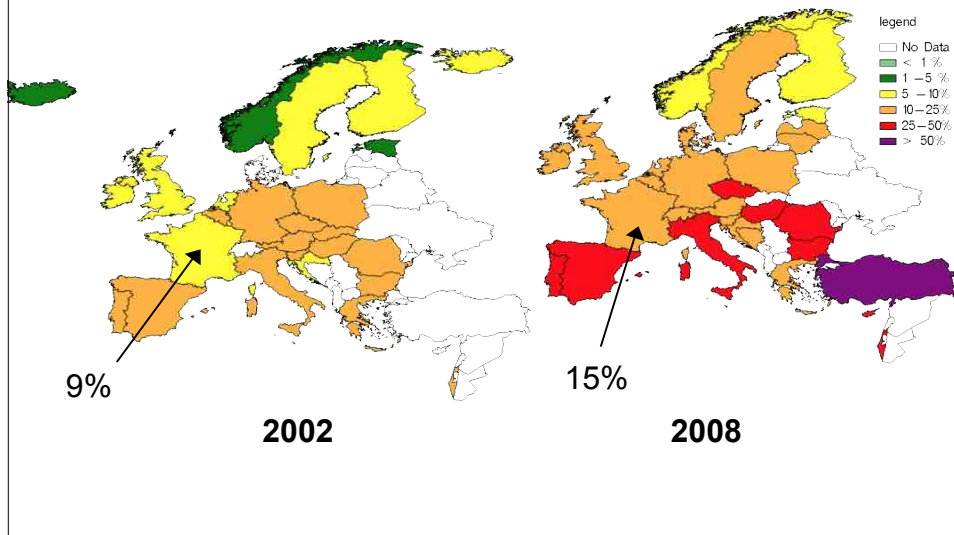 legend
No Data
< 1 %
1 –5 %
5 –10%
10–25%
25–50%
> 50%
9%
15%
2002
2008